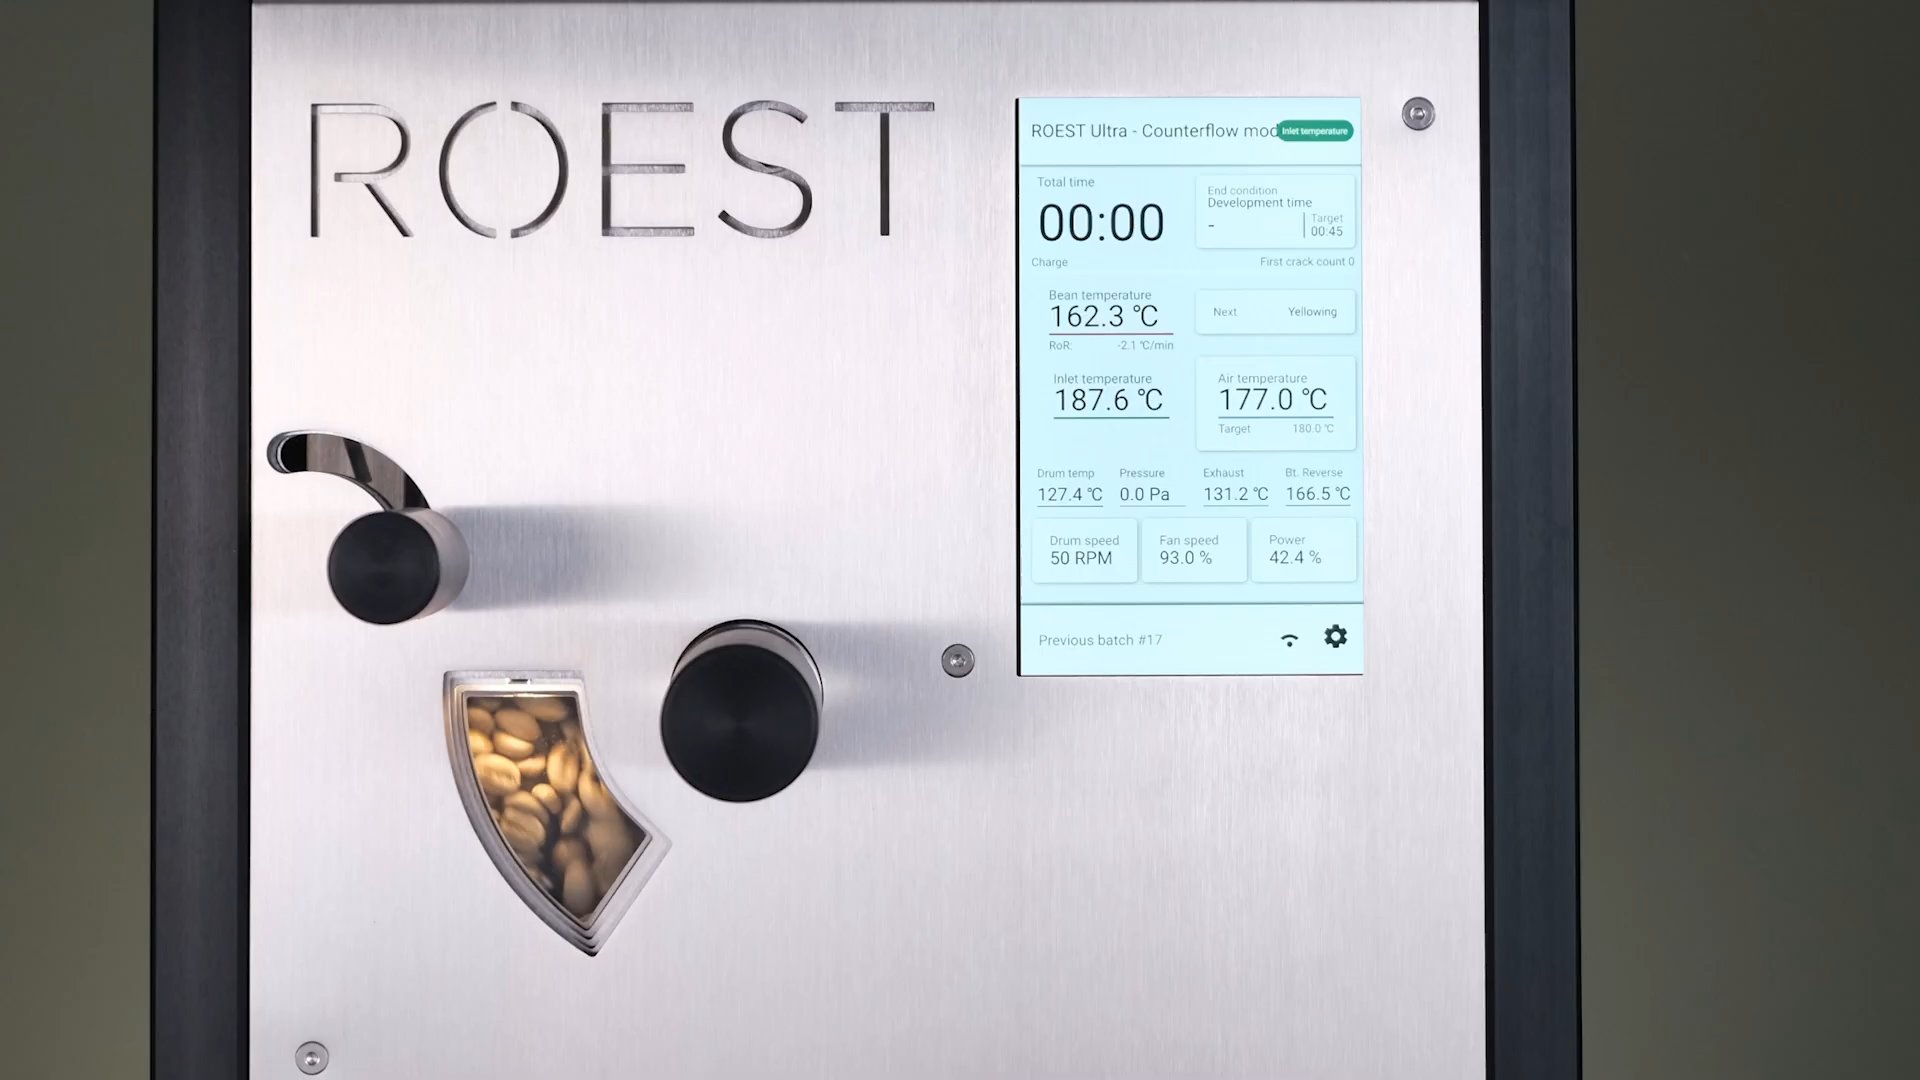 ROEST
ROEST Ultra - Counterflow mod
Inlet temperature
Total time
00:00
End condition
Development time
-
Target
00:45
Charge
First crack count 0
Bean temperature
162.3 °C
RoR: -2.1 °C/min
Next Yellowing
Inlet temperature
187.6 °C
Air temperature
177.0 °C
Target 180.0 °C
Drum temp Pressure Exhaust Bt. Reverse
127.4 °C 0.0 Pa 131.2 °C 166.5 °C
Drum speed Fan speed Power
50 RPM 93.0 % 42.4 %
Previous batch #17